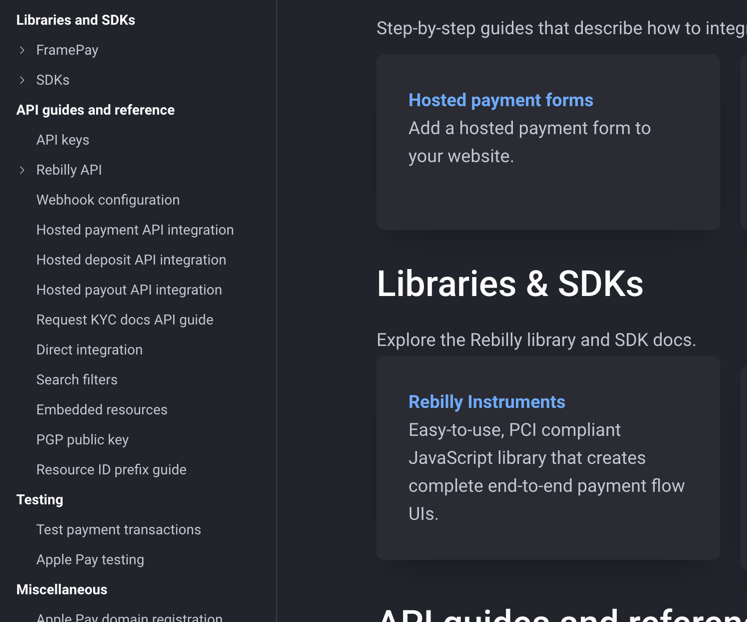 Libraries and SDKs
FramePay
SDKs
API guides and reference
API keys
Rebilly API
Webhook configuration
Hosted payment API integration
Hosted deposit API integration
Hosted payout API integration
Request KYC docs API guide
Direct integration
Search filters
Embedded resources
PGP public key
Resource ID prefix guide
Testing
Test payment transactions
Apple Pay testing
Miscellaneous
Apple Pay domain registration
Step-by-step guides that describe how to
Hosted payment forms
Add a hosted payment form to
your website.
Libraries & SDKs
Explore the Rebilly library and SDK docs.
Rebilly Instruments
Easy-to-use, PCI compliant
JavaScript library that creates
complete end-to-end payment flow
UIs.
API guides and